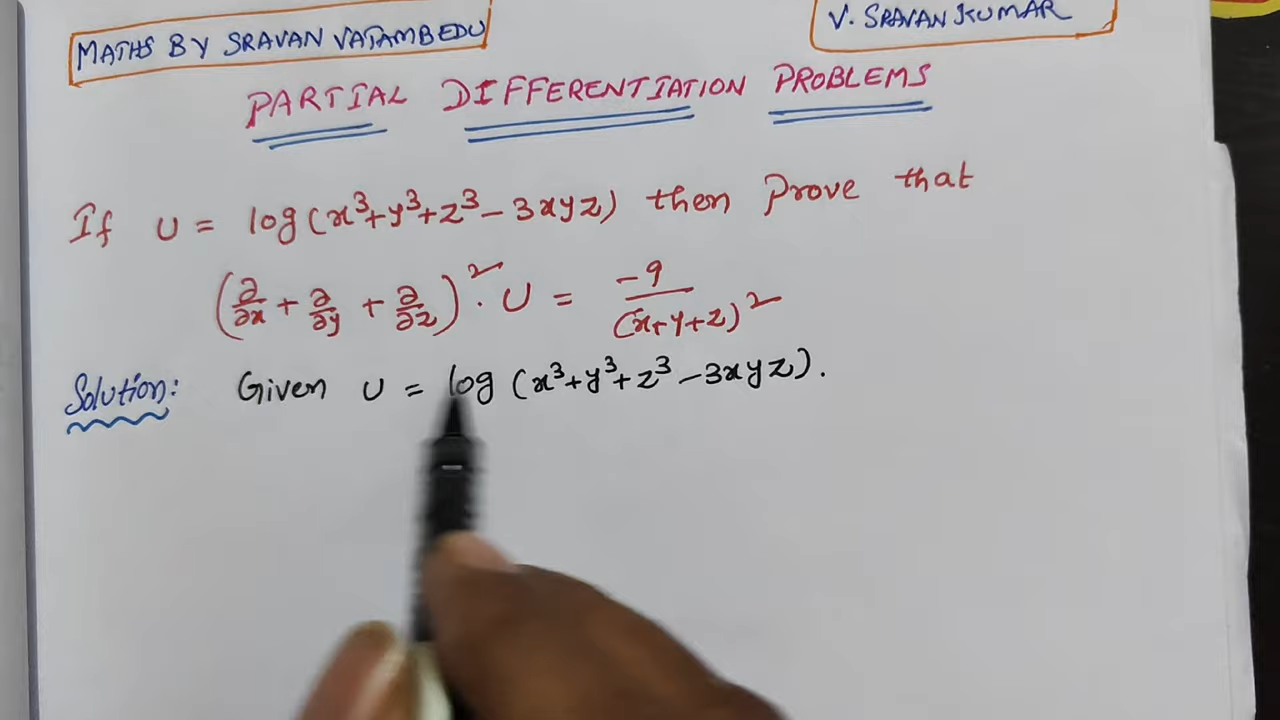 MATHS BY SRAVAN VATAMBEDU
V. SRAVAN KUMAR
PARTIAL DIFFERENTIATION PROBLEMS
If U = log(x³+y³+z³-3xyz) then Prove that
(∂/∂x + ∂/∂y + ∂/∂z)². U = -9/(x+y+z)²
Solution: Given U = log (x³+y³+z³-3xyz).